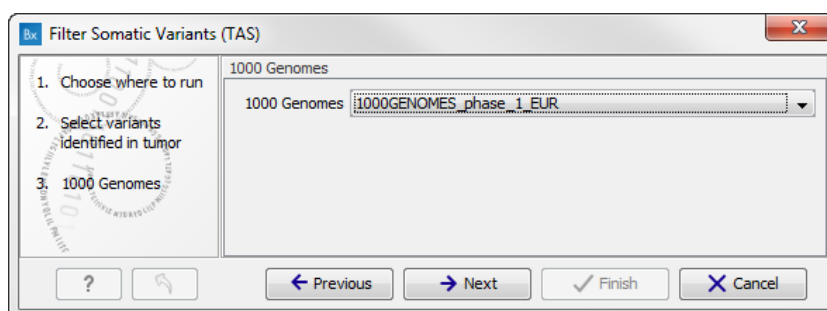 Bx Filter Somatic Variants (TAS)
1. Choose where to run
2. Select variants
identified in tumor
3. 1000 Genomes
1000 Genomes
1000 Genomes 1000GENOMES_phase_1_EUR
? Previous Next Finish Cancel